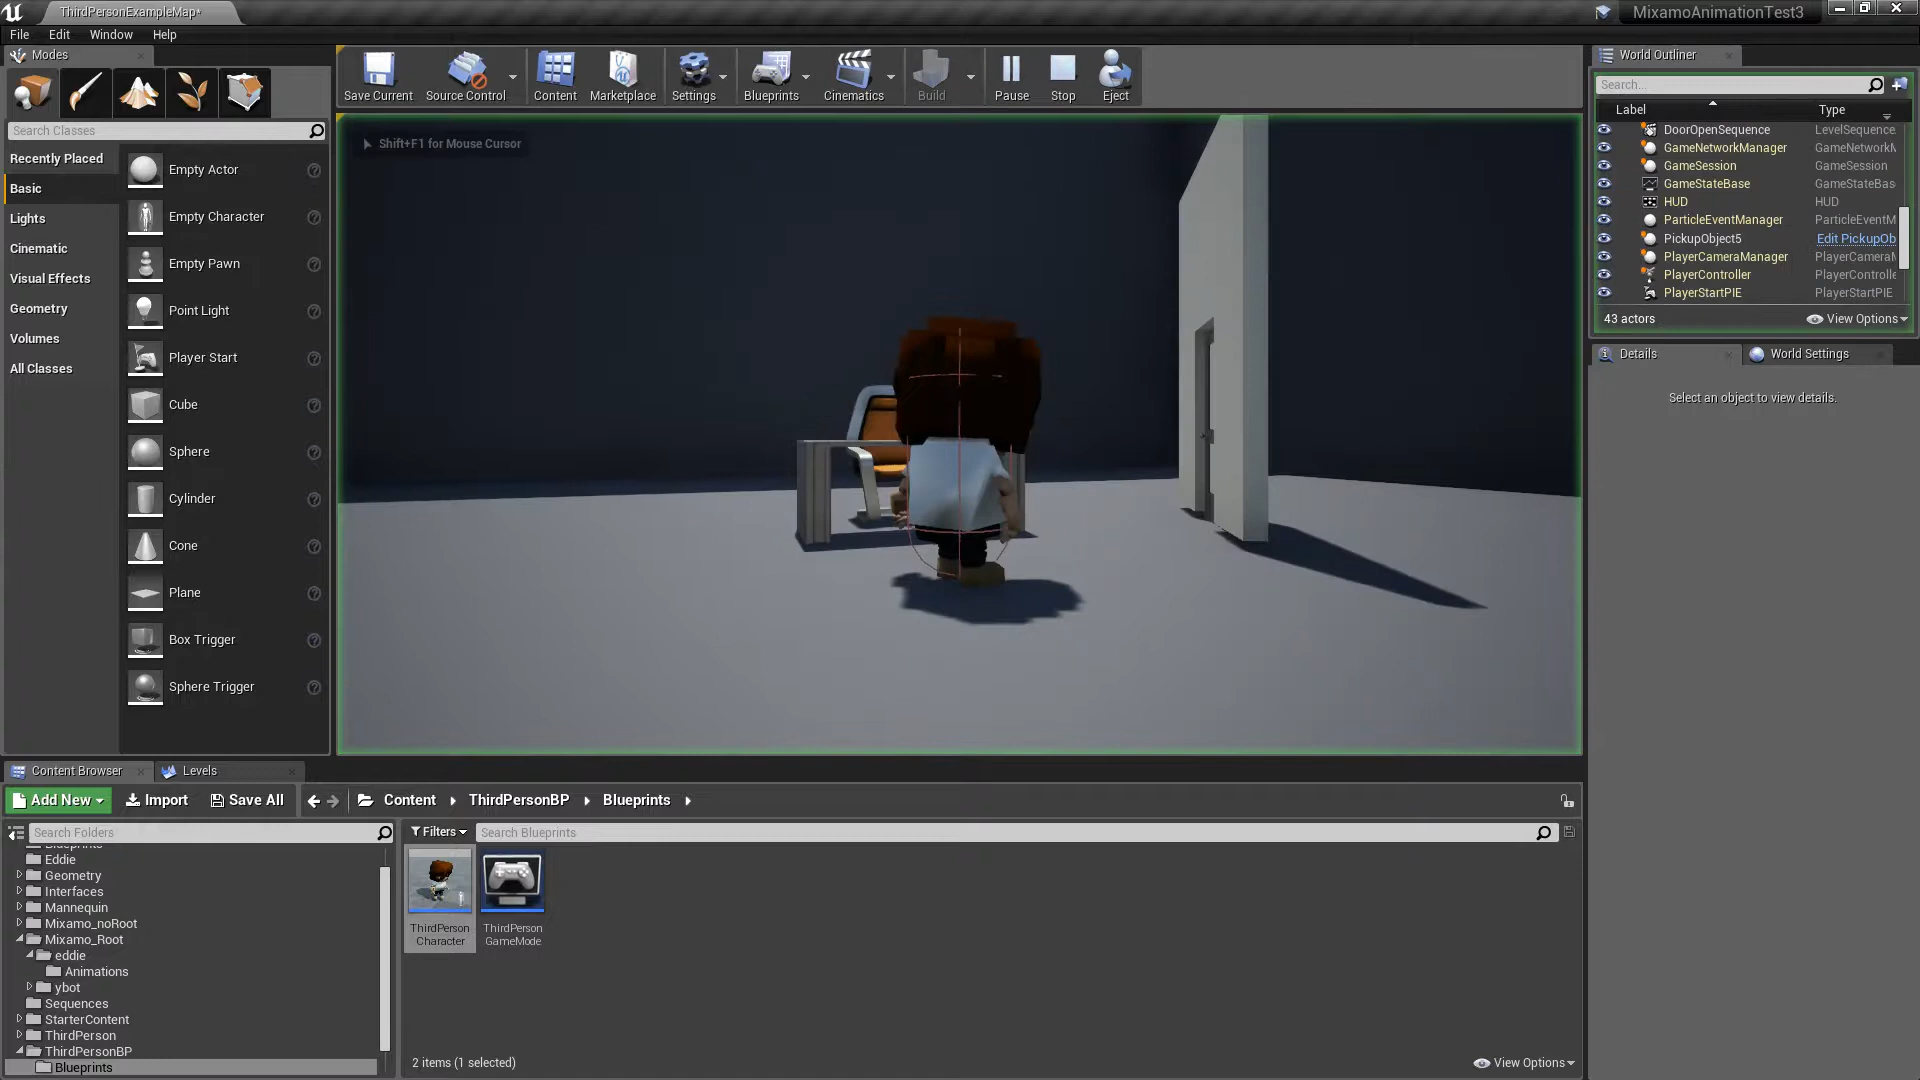 ThirdPersonExampleMap*
MixamoAnimationTest3
File Edit Window Help
Modes
Search Classes
Recently Placed
Basic
Lights
Cinematic
Visual Effects
Geometry
Volumes
All Classes
Empty Actor
Empty Character
Empty Pawn
Point Light
Player Start
Cube
Sphere
Cylinder
Cone
Plane
Box Trigger
Sphere Trigger
Save Current Source Control Content Marketplace Settings Blueprints Cinematics Build Pause Stop Eject
Shift+F1 for Mouse Cursor
World Outliner
Search...
Label Type
DoorOpenSequence LevelSequence
GameNetworkManager GameNetworkM
GameSession GameSession
GameStateBase GameStateBas
HUD HUD
ParticleEventManager ParticleEventM
PickupObject5 Edit PickupOb
PlayerCameraManager PlayerCameraM
PlayerController PlayerControlle
PlayerStartPIE PlayerStartPIE
43 actors View Options
Details World Settings
Select an object to view details.
Content Browser Levels
Add New Import Save All Content ThirdPersonBP Blueprints
Search Folders
Filters Search Blueprints
Blueprints
Eddie
Geometry
Interfaces
Mannequin
Mixamo_noRoot
Mixamo_Root
eddie
Animations
ybot
Sequences
StarterContent
ThirdPerson
ThirdPersonBP
Blueprints
ThirdPerson
Character
ThirdPerson
GameMode
2 items (1 selected) View Options